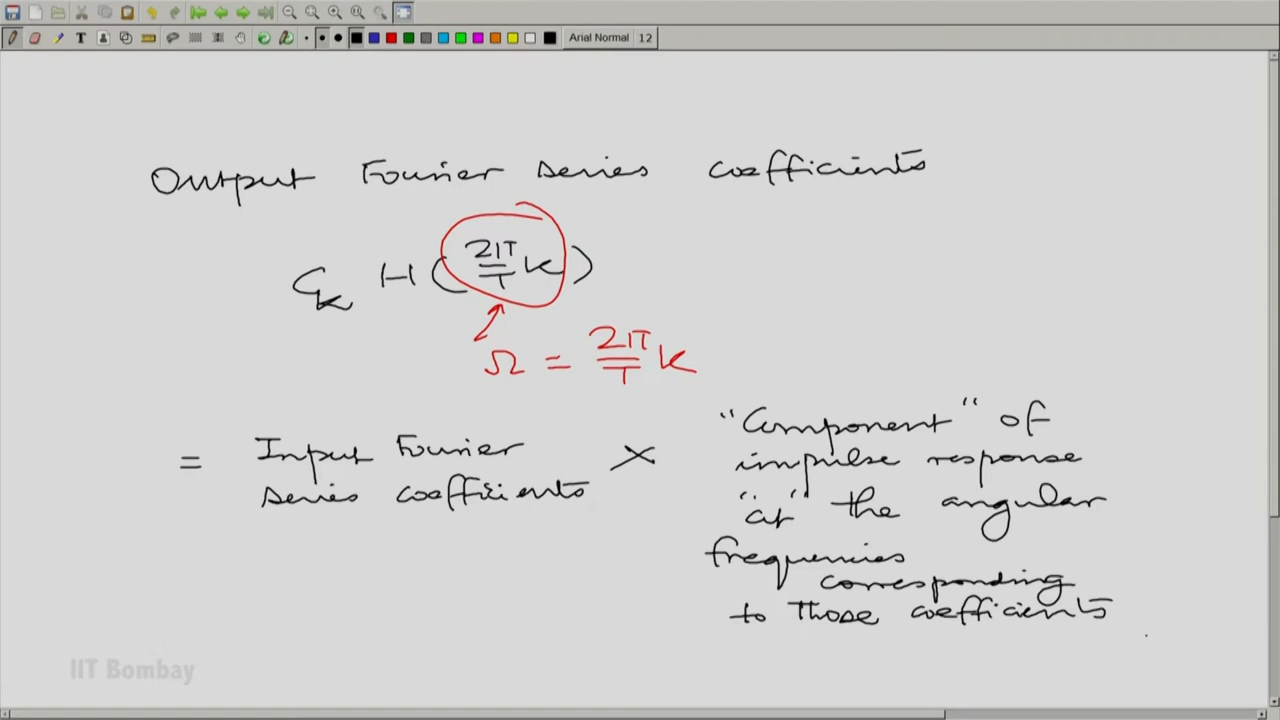 Arial Normal 12
Output Fourier series coefficients
C_k H(2π/T k)
Ω = 2π/T k
= Input Fourier series coefficients × "Component" of impulse response "at" the angular frequencies corresponding to those coefficients
IIT Bombay